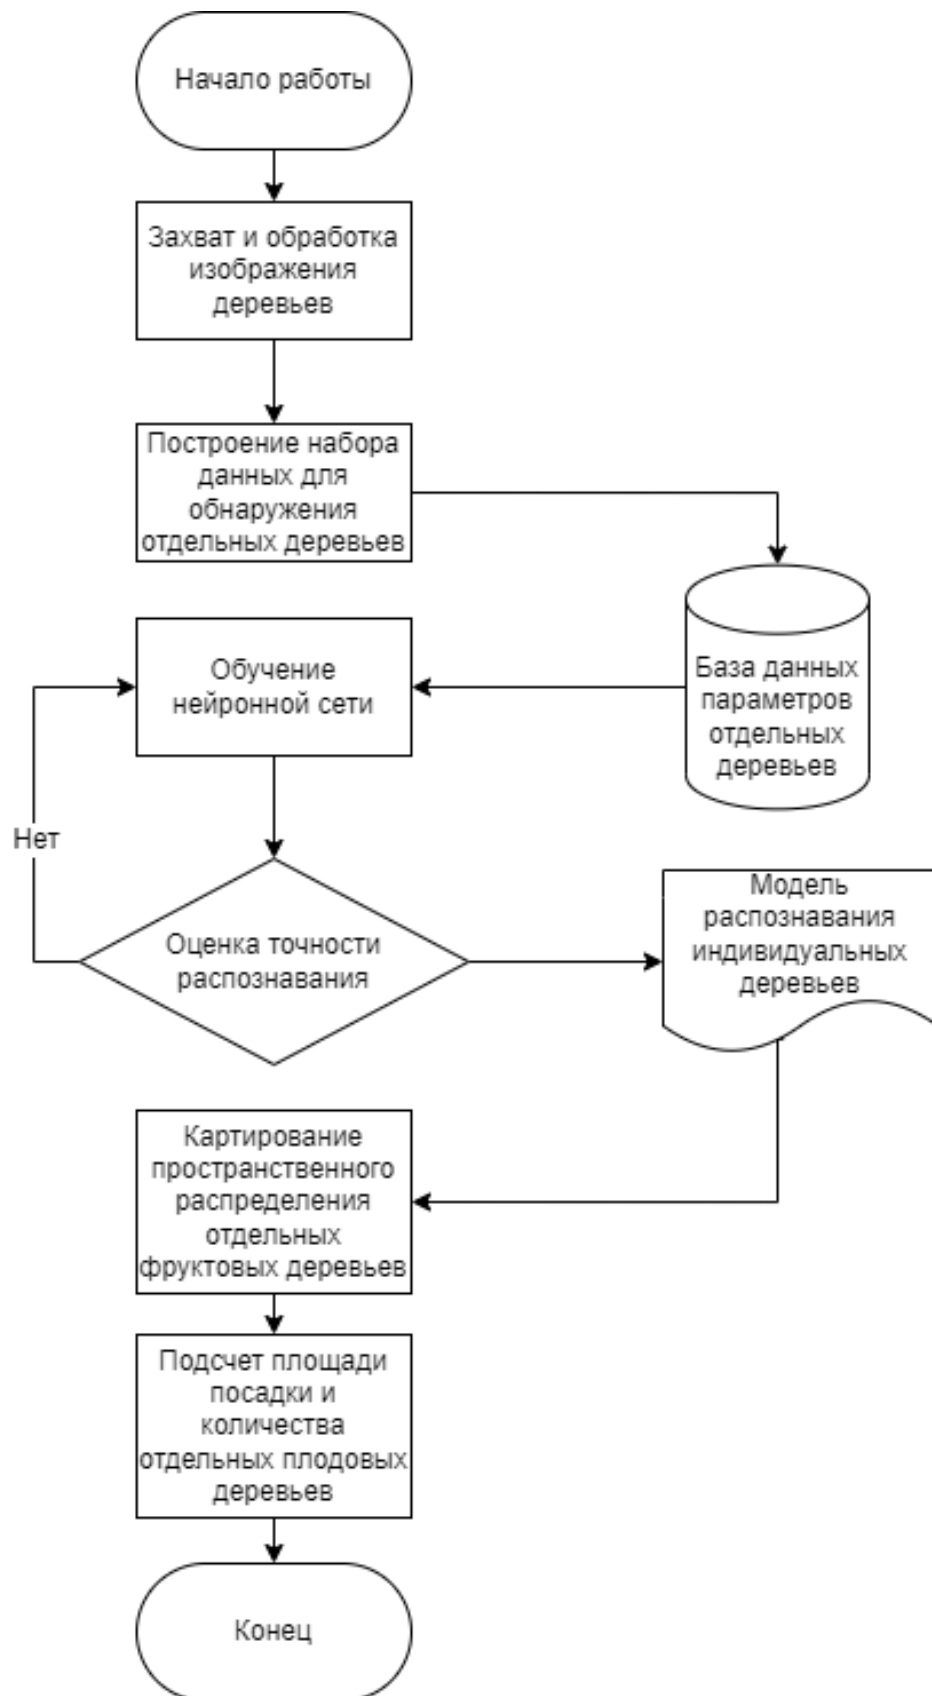 Начало работы
Захват и обработка
изображения
деревьев
Построение набора
данных для
обнаружения
отдельных деревьев
База данных
параметров
отдельных
деревьев
Обучение
нейронной сети
Нет
Оценка точности
распознавания
Модель
распознавания
индивидуальных
деревьев
Картирование
пространственного
распределения
отдельных
фруктовых деревьев
Подсчет площади
посадки и
количества
отдельных плодовых
деревьев
Конец